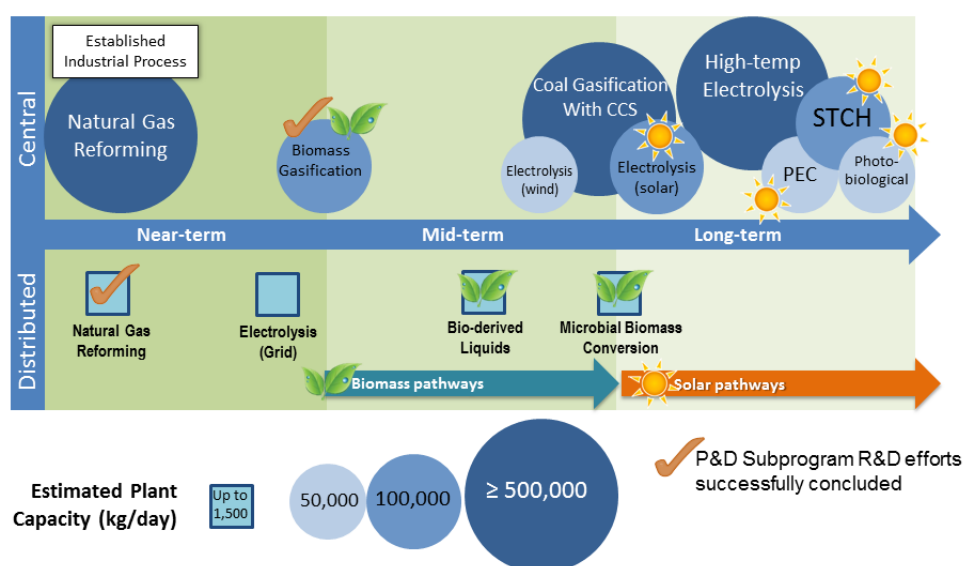 Established
Industrial Process
Central
Natural Gas
Reforming
Biomass
Gasification
Coal Gasification
With CCS
Electrolysis
(wind)
Electrolysis
(solar)
High-temp
Electrolysis
STCH
PEC
Photo-
biological
Near-term
Mid-term
Long-term
Distributed
Natural Gas
Reforming
Electrolysis
(Grid)
Bio-derived
Liquids
Microbial Biomass
Conversion
Biomass pathways
Solar pathways
Estimated Plant
Capacity (kg/day)
Up to
1,500
50,000
100,000
≥ 500,000
P&D Subprogram R&D efforts
successfully concluded